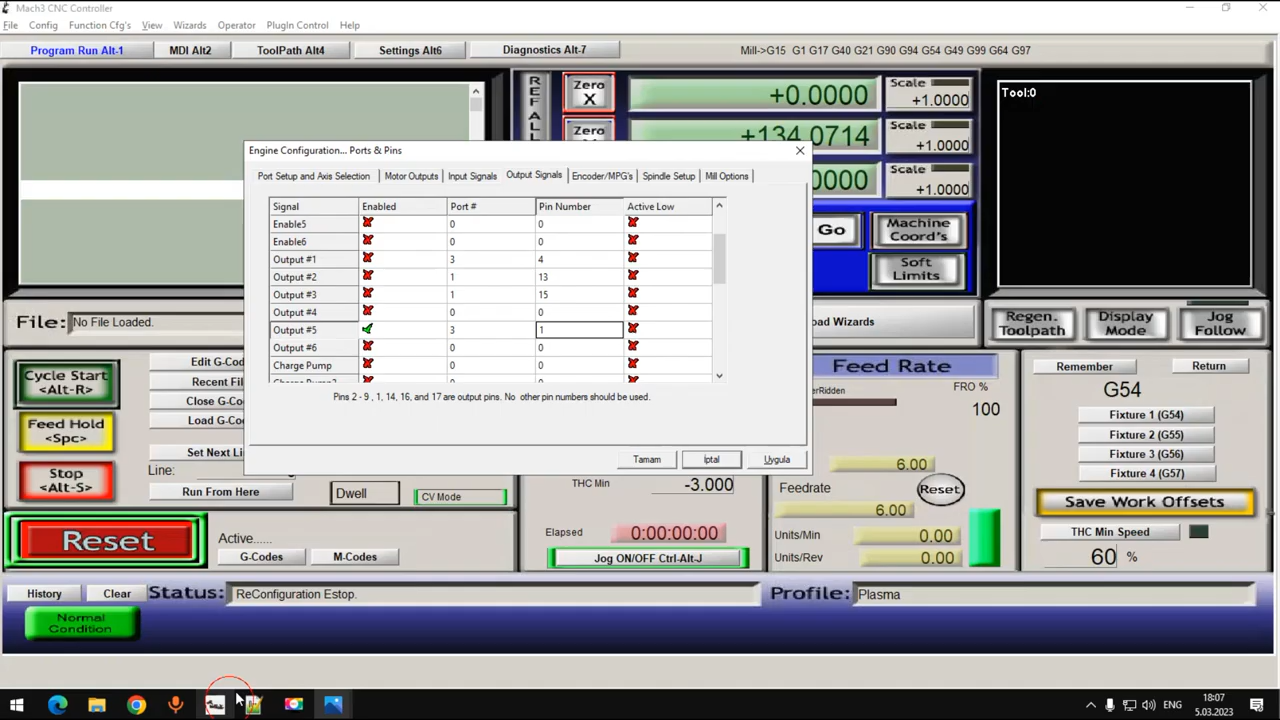 Mach3 CNC Controller
File Config Function Cfg's View Wizards Operator PlugIn Control Help
Program Run Alt-1 MDI Alt2 ToolPath Alt4 Settings Alt6 Diagnostics Alt-7 Mill->G15 G1 G17 G40 G21 G90 G94 G54 G49 G99 G64 G97
REF ALL
Zero X
+0.0000
Scale
+1.0000
Zero
+134.0714
Scale
+1.0000
0000
Scale
+1.0000
Tool:0
Engine Configuration... Ports & Pins
Port Setup and Axis Selection Motor Outputs Input Signals Output Signals Encoder/MPG's Spindle Setup Mill Options
Signal Enabled Port # Pin Number Active Low
Enable5 0 0
Enable6 0 0
Output #1 3 4
Output #2 1 13
Output #3 1 15
Output #4 0 0
Output #5 3 1
Output #6 0 0
Charge Pump 0 0
Charge Pump2
Pins 2 - 9 , 1, 14, 16, and 17 are output pins. No other pin numbers should be used.
Tamam İptal Uygula
Go
Machine Coord's
Soft Limits
File: No File Loaded.
oad Wizards
Regen. Toolpath
Display Mode
Jog Follow
Cycle Start
<Alt-R>
Feed Hold
<Spc>
Stop
<Alt-S>
Edit G-Cod
Recent Fil
Close G-Co
Load G-Co
Set Next Li
Line:
Run From Here
Dwell
CV Mode
THC Min -3.000
Feed Rate
rRidden
FRO %
100
6.00
Feedrate
6.00
Reset
Units/Min 0.00
Units/Rev 0.00
Remember Return
G54
Fixture 1 (G54)
Fixture 2 (G55)
Fixture 3 (G56)
Fixture 4 (G57)
Save Work Offsets
THC Min Speed
60 %
Reset
Active......
G-Codes M-Codes
Elapsed 0:00:00:00
Jog ON/OFF Ctrl-Alt-J
History Clear Status: ReConfiguration Estop. Profile: Plasma
Normal
Condition
ENG
18:07
5.03.2023